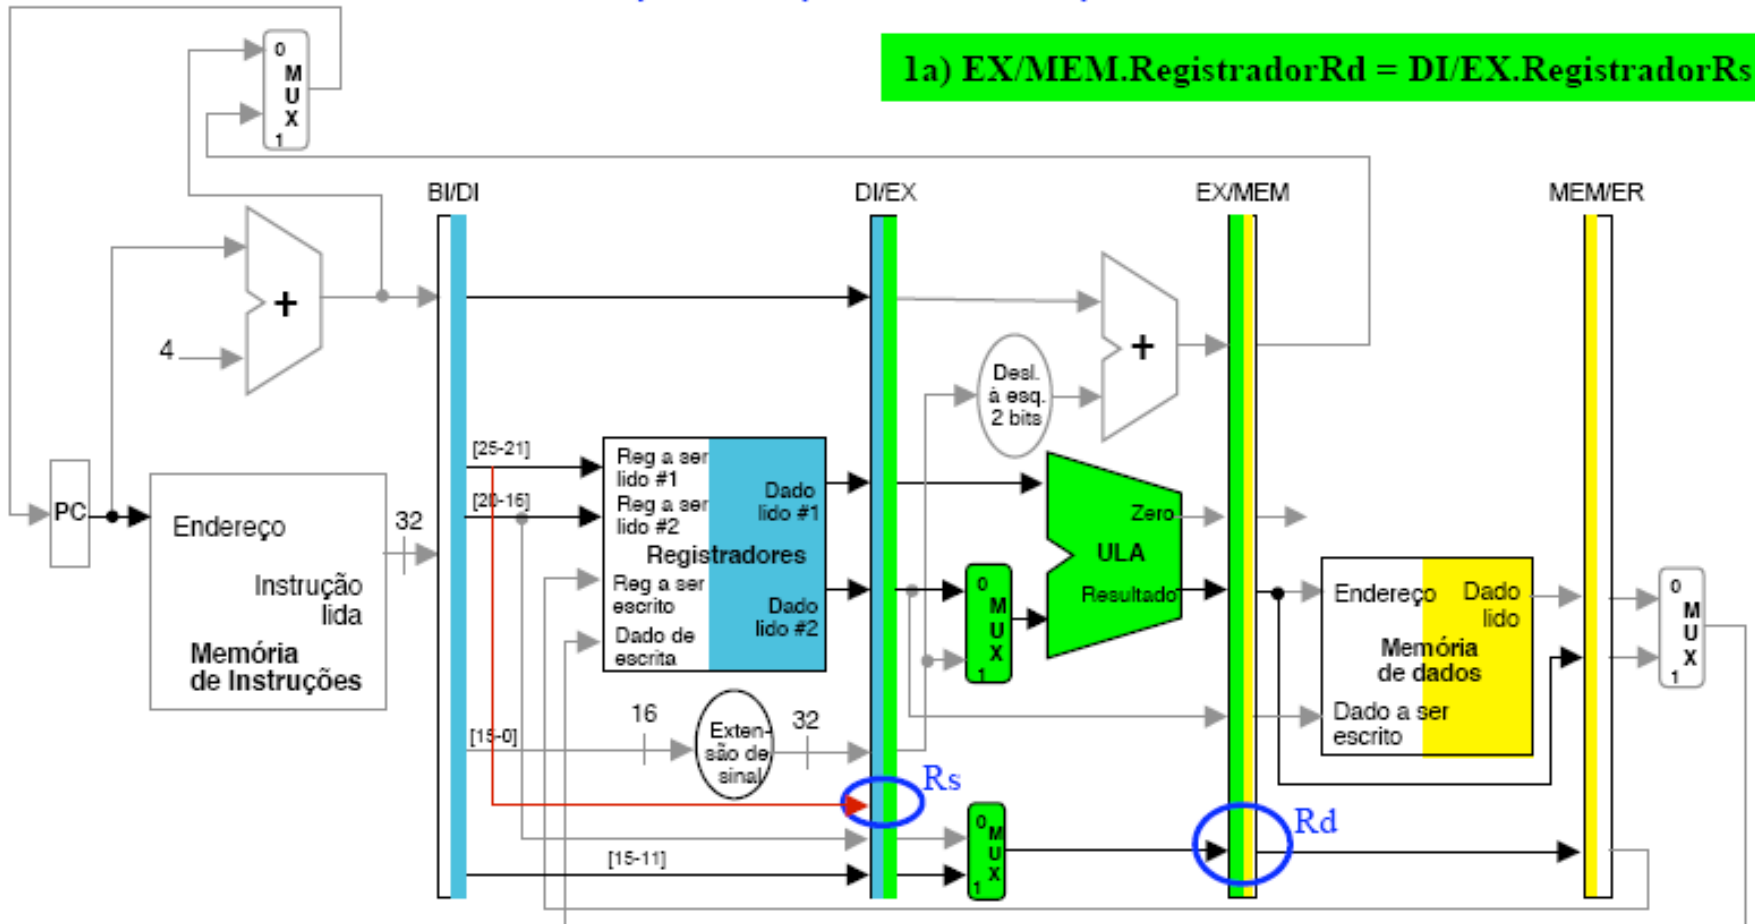 1a) EX/MEM.RegistradorRd = DI/EX.RegistradorRs
0
M
U
X
1
BI/DI
DI/EX
EX/MEM
MEM/ER
+
4
+
Desl.
à esq.
2 bits
[25-21]
[20-16]
PC
Endereço
Instrução
lida
Memória
de Instruções
32
Reg a ser
lido #1
Reg a ser
lido #2
Registradores
Reg a ser
escrito
Dado de
escrita
Dado
lido #1
Dado
lido #2
0
M
U
X
1
Zero
ULA
Resultado
Endereço
Dado
lido
Memória
de dados
Dado a ser
escrito
0
M
U
X
1
[15-0]
16
Exten-
são de
sinal
32
Rs
Rd
0
M
U
X
1
[15-11]